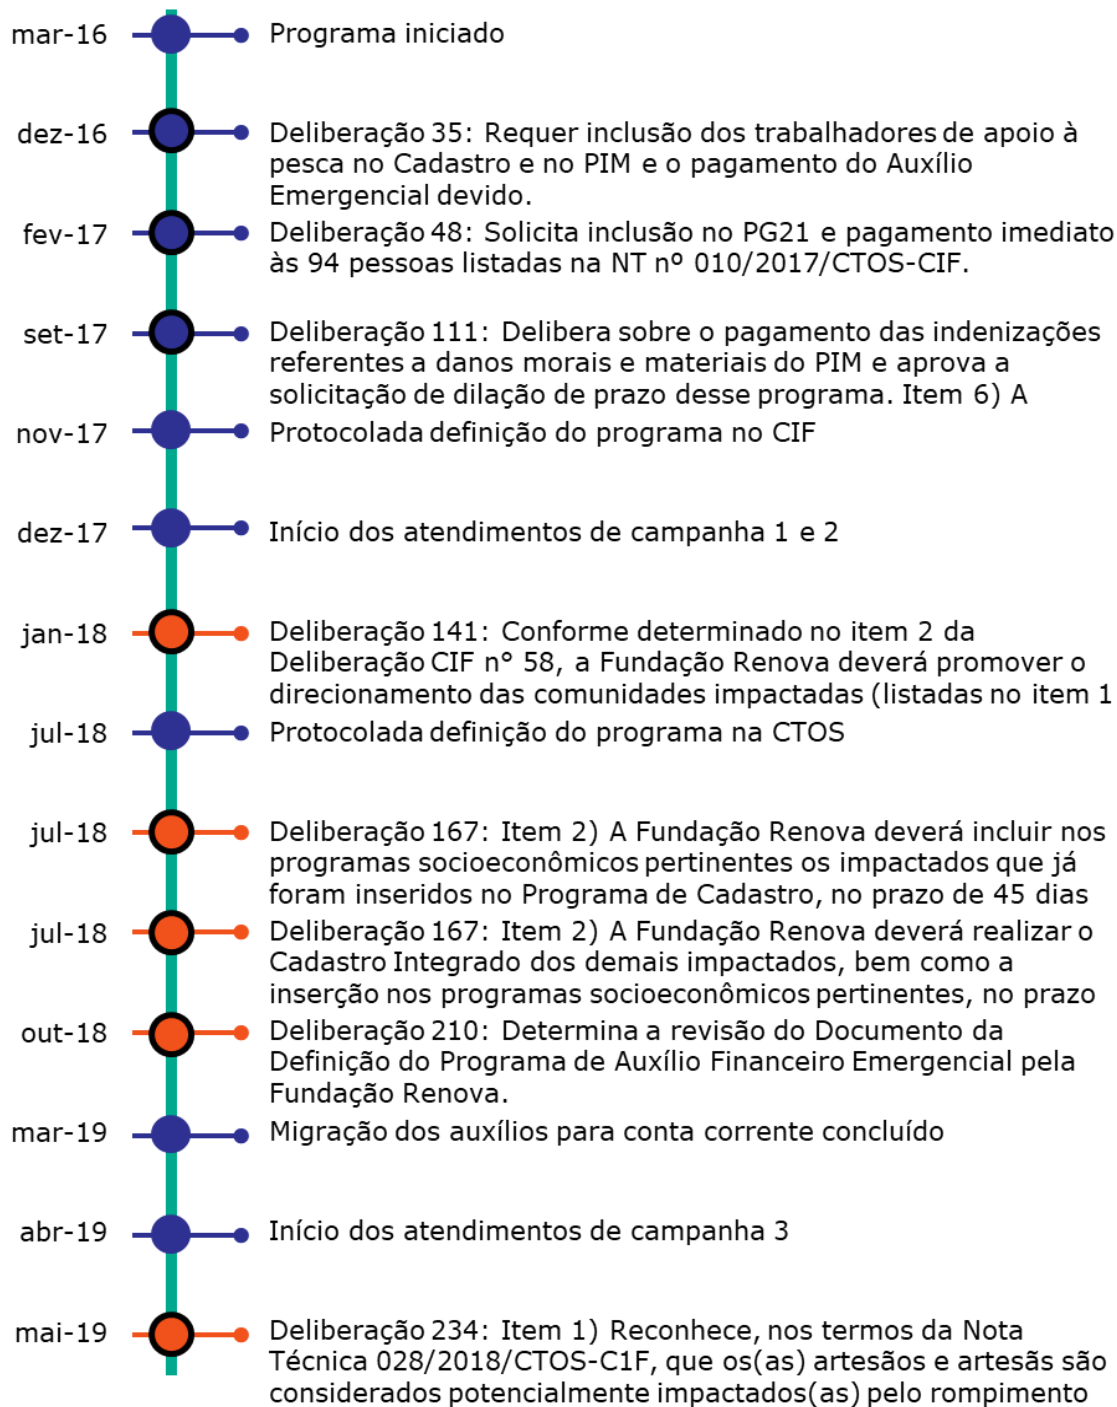 mar-16 Programa iniciado
dez-16 Deliberação 35: Requer inclusão dos trabalhadores de apoio à
pesca no Cadastro e no PIM e o pagamento do Auxílio
Emergencial devido.
fev-17 Deliberação 48: Solicita inclusão no PG21 e pagamento imediato
às 94 pessoas listadas na NT nº 010/2017/CTOS-CIF.
set-17 Deliberação 111: Delibera sobre o pagamento das indenizações
referentes a danos morais e materiais do PIM e aprova a
solicitação de dilação de prazo desse programa. Item 6) A
nov-17 Protocolada definição do programa no CIF
dez-17 Início dos atendimentos de campanha 1 e 2
jan-18 Deliberação 141: Conforme determinado no item 2 da
Deliberação CIF n° 58, a Fundação Renova deverá promover o
direcionamento das comunidades impactadas (listadas no item 1
jul-18 Protocolada definição do programa na CTOS
jul-18 Deliberação 167: Item 2) A Fundação Renova deverá incluir nos
programas socioeconômicos pertinentes os impactados que já
foram inseridos no Programa de Cadastro, no prazo de 45 dias
jul-18 Deliberação 167: Item 2) A Fundação Renova deverá realizar o
Cadastro Integrado dos demais impactados, bem como a
inserção nos programas socioeconômicos pertinentes, no prazo
out-18 Deliberação 210: Determina a revisão do Documento da
Definição do Programa de Auxílio Financeiro Emergencial pela
Fundação Renova.
mar-19 Migração dos auxílios para conta corrente concluído
abr-19 Início dos atendimentos de campanha 3
mai-19 Deliberação 234: Item 1) Reconhece, nos termos da Nota
Técnica 028/2018/CTOS-C1F, que os(as) artesãos e artesãs são
considerados potencialmente impactados(as) pelo rompimento